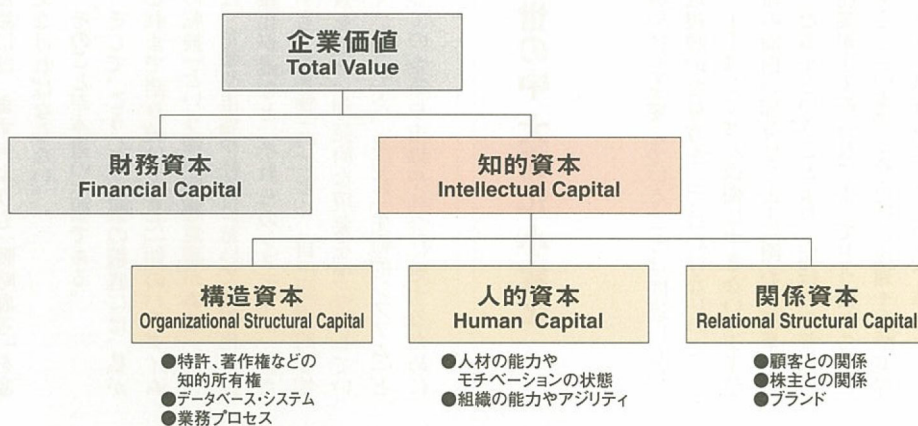 企業価値
Total Value
財務資本
Financial Capital
知的資本
Intellectual Capital
構造資本
Organizational Structural Capital
●特許、著作権などの
知的所有権
●データベース・システム
●業務プロセス
人的資本
Human Capital
●人材の能力や
モチベーションの状態
●組織の能力やアジリティ
関係資本
Relational Structural Capital
●顧客との関係
●株主との関係
●ブランド